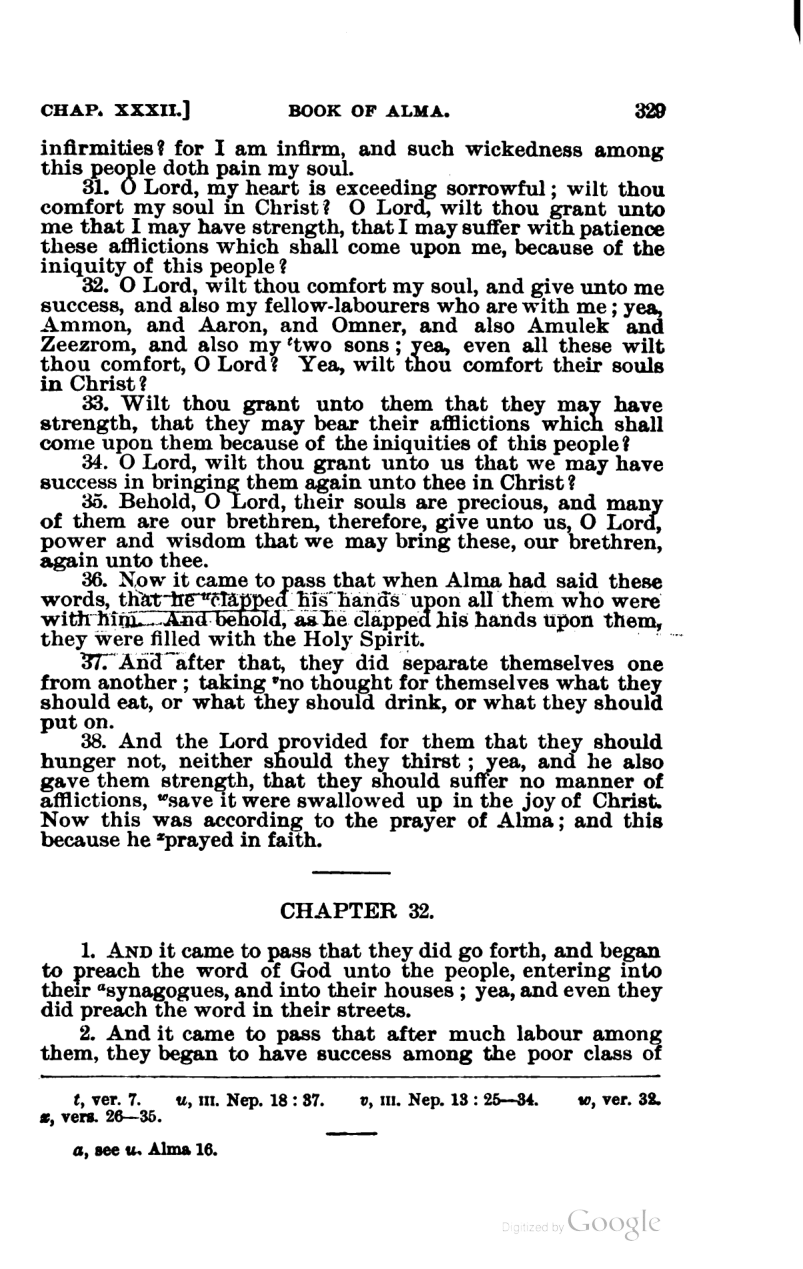 CHAP. XXXII.] BOOK OF ALMA. 329
infirmities? for I am infirm, and such wickedness among
this people doth pain my soul.
31. O Lord, my heart is exceeding sorrowful; wilt thou
comfort my soul in Christ? O Lord, wilt thou grant unto
me that I may have strength, that I may suffer with patience
these afflictions which shall come upon me, because of the
iniquity of this people?
32. O Lord, wilt thou comfort my soul, and give unto me
success, and also my fellow-labourers who are with me; yea,
Ammon, and Aaron, and Omner, and also Amulek and
Zeezrom, and also my ᵗtwo sons; yea, even all these wilt
thou comfort, O Lord? Yea, wilt thou comfort their souls
in Christ?
33. Wilt thou grant unto them that they may have
strength, that they may bear their afflictions which shall
come upon them because of the iniquities of this people?
34. O Lord, wilt thou grant unto us that we may have
success in bringing them again unto thee in Christ?
35. Behold, O Lord, their souls are precious, and many
of them are our brethren, therefore, give unto us, O Lord,
power and wisdom that we may bring these, our brethren,
again unto thee.
36. Now it came to pass that when Alma had said these
words, that he ᵘclapped his hands upon all them who were
with him. And behold, as he clapped his hands upon them,
they were filled with the Holy Spirit.
37. And after that, they did separate themselves one
from another; taking ᵛno thought for themselves what they
should eat, or what they should drink, or what they should
put on.
38. And the Lord provided for them that they should
hunger not, neither should they thirst; yea, and he also
gave them strength, that they should suffer no manner of
afflictions, ʷsave it were swallowed up in the joy of Christ.
Now this was according to the prayer of Alma; and this
because he ˣprayed in faith.
CHAPTER 32.
1. AND it came to pass that they did go forth, and began
to preach the word of God unto the people, entering into
their ᵃsynagogues, and into their houses; yea, and even they
did preach the word in their streets.
2. And it came to pass that after much labour among
them, they began to have success among the poor class of
t, ver. 7. u, III. Nep. 18 : 37. v, III. Nep. 13 : 25—34. w, ver. 32.
x, vers. 26—35.
a, see u. Alma 16.
Digitized by Google